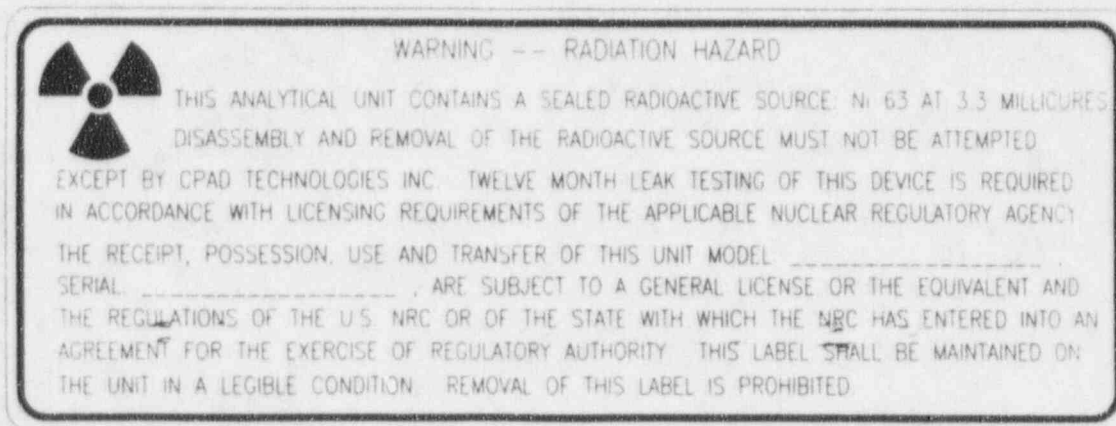 WARNING -- RADIATION HAZARD
THIS ANALYTICAL UNIT CONTAINS A SEALED RADIOACTIVE SOURCE: Ni 63 AT 3.3 MILLICURES
DISASSEMBLY AND REMOVAL OF THE RADIOACTIVE SOURCE MUST NOT BE ATTEMPTED
EXCEPT BY CPAD TECHNOLOGIES INC. TWELVE MONTH LEAK TESTING OF THIS DEVICE IS REQUIRED
IN ACCORDANCE WITH LICENSING REQUIREMENTS OF THE APPLICABLE NUCLEAR REGULATORY AGENCY
THE RECEIPT, POSSESSION, USE AND TRANSFER OF THIS UNIT MODEL __________________ ,
SERIAL __________________ , ARE SUBJECT TO A GENERAL LICENSE OR THE EQUIVALENT AND
THE REGULATIONS OF THE U.S. NRC OR OF THE STATE WITH WHICH THE NRC HAS ENTERED INTO AN
AGREEMENT FOR THE EXERCISE OF REGULATORY AUTHORITY THIS LABEL SHALL BE MAINTAINED ON
THE UNIT IN A LEGIBLE CONDITION. REMOVAL OF THIS LABEL IS PROHIBITED